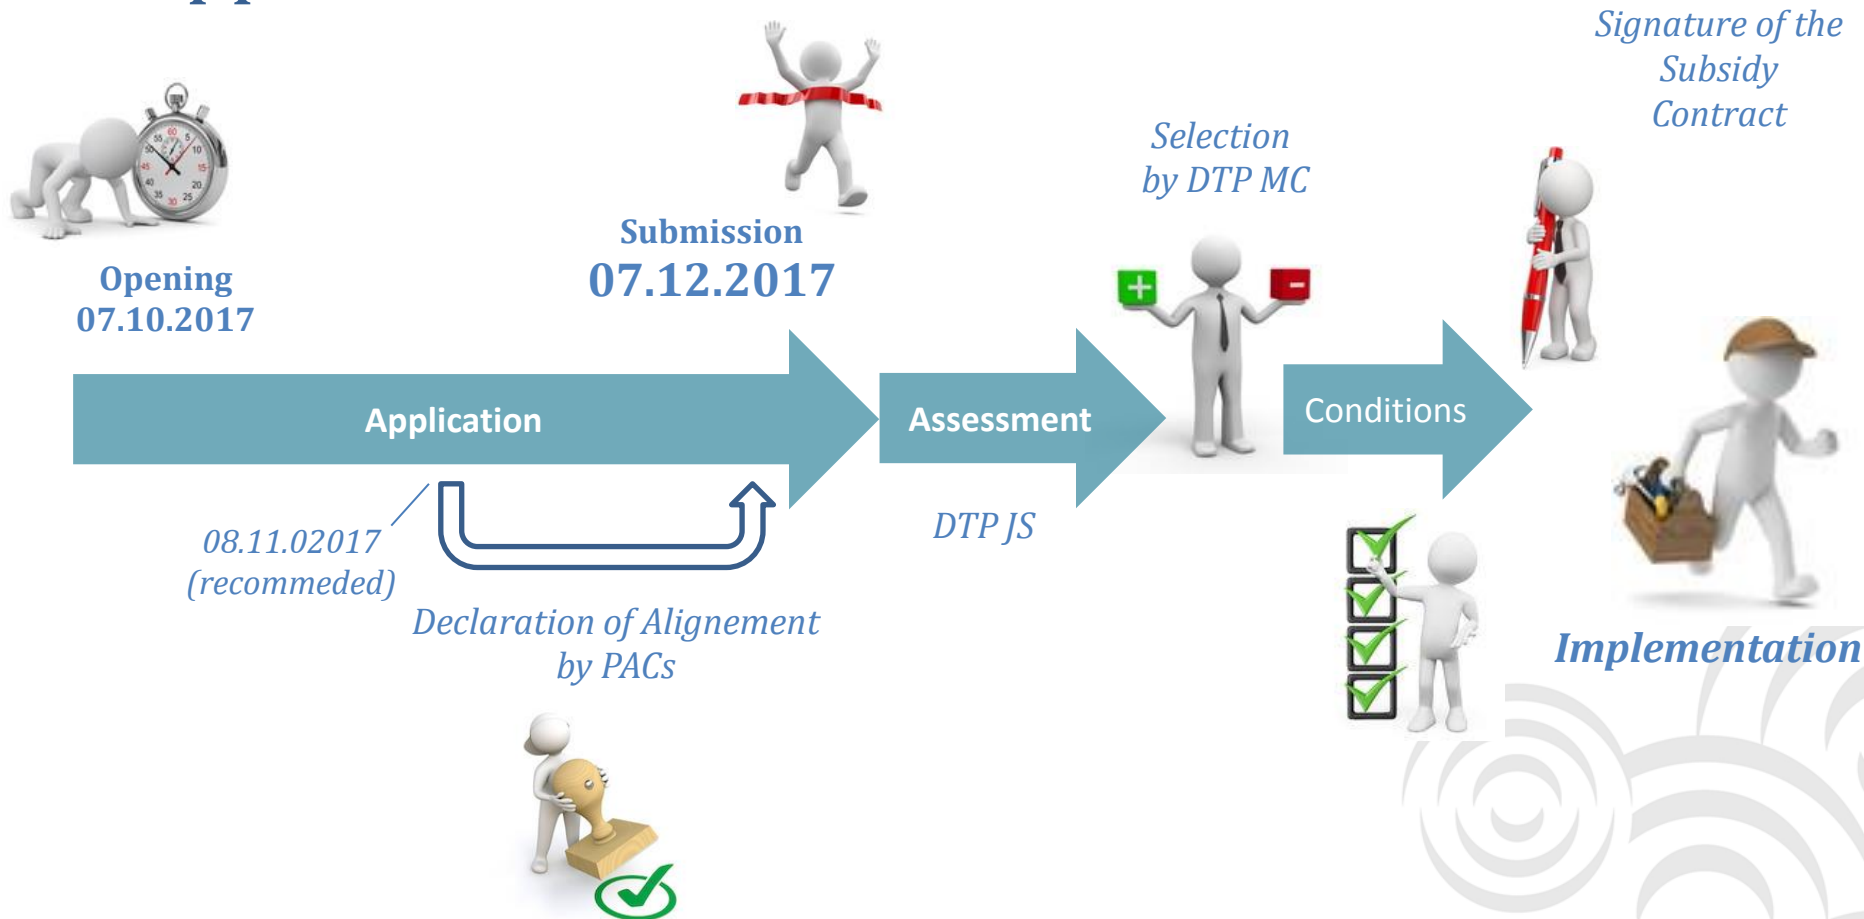 Signature of the
Subsidy
Contract
Selection
by DTP MC
Submission
07.12.2017
Opening
07.10.2017
Application
Assessment
Conditions
08.11.02017
(recommeded)
DTP JS
Declaration of Alignement
by PACs
Implementation